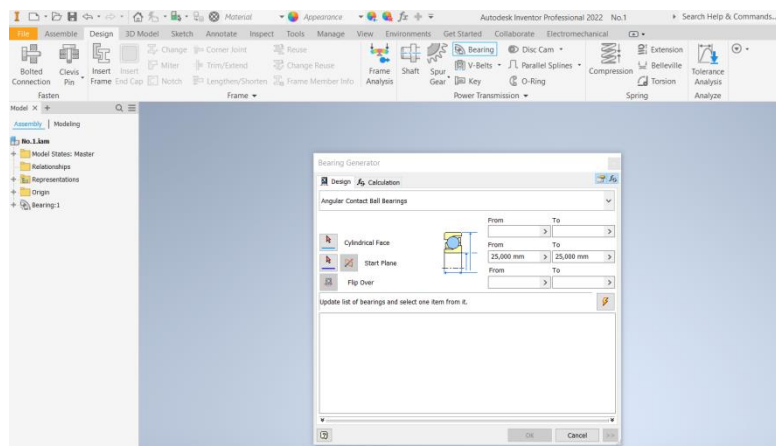 Material
Appearance
fx
Autodesk Inventor Professional 2022 No.1
Search Help & Commands...
File Assemble Design 3D Model Sketch Annotate Inspect Tools Manage View Environments Get Started Collaborate Electromechanical
Bolted Connection
Clevis Pin
Insert Frame
Insert End Cap
Change
Corner Joint
Reuse
Miter
Trim/Extend
Change Reuse
Notch
Lengthen/Shorten
Frame Member Info
Frame Analysis
Shaft
Spur Gear
Bearing
Disc Cam
V-Belts
Parallel Splines
Key
O-Ring
Compression
Extension
Belleville
Torsion
Tolerance Analysis
Fasten
Frame
Power Transmission
Spring
Analyze
Model × +
Assembly | Modeling
No.1.iam
Model States: Master
Relationships
Representations
Origin
Bearing:1
Bearing Generator
Design fG Calculation
Angular Contact Ball Bearings
From To
Cylindrical Face
From To
Start Plane
25,000 mm 25,000 mm
From To
Flip Over
Update list of bearings and select one item from it.
OK Cancel >>